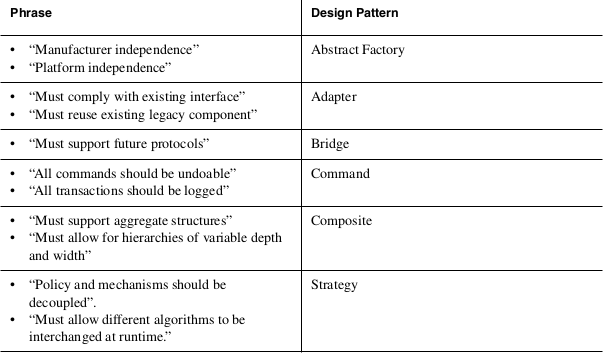 Phrase Design Pattern
• “Manufacturer independence” Abstract Factory
• “Platform independence”
• “Must comply with existing interface” Adapter
• “Must reuse existing legacy component”
• “Must support future protocols” Bridge
• “All commands should be undoable” Command
• “All transactions should be logged”
• “Must support aggregate structures” Composite
• “Must allow for hierarchies of variable depth
and width”
• “Policy and mechanisms should be Strategy
decoupled”.
• “Must allow different algorithms to be
interchanged at runtime.”